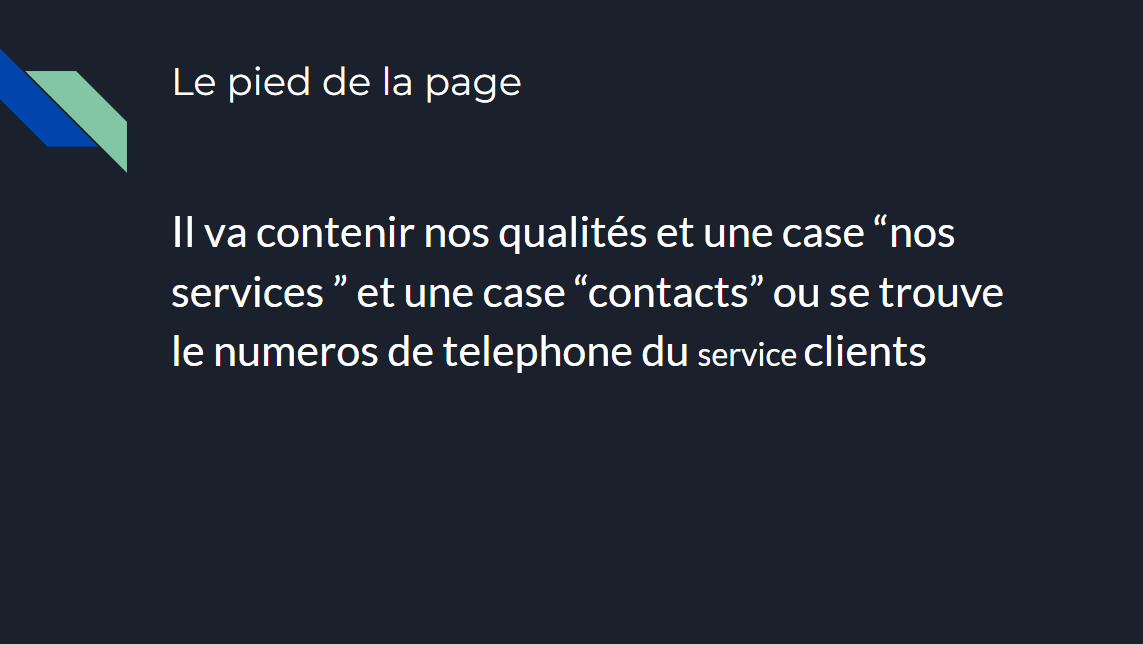 Le pied de la page
Il va contenir nos qualités et une case “nos
services ” et une case “contacts” ou se trouve
le numeros de telephone du service clients